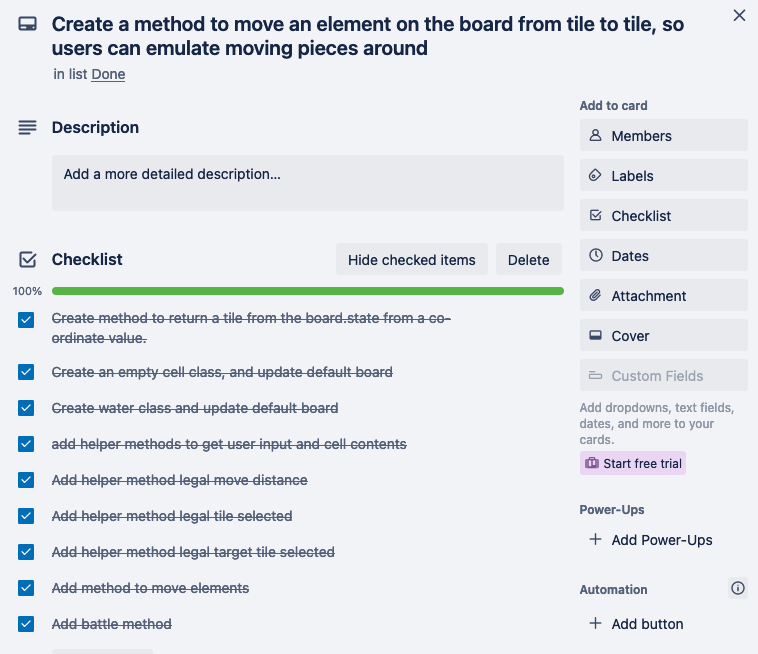 Create a method to move an element on the board from tile to tile, so
users can emulate moving pieces around
in list Done
Description
Add a more detailed description...
Checklist
Hide checked items
Delete
100%
Create method to return a tile from the board.state from a co-
ordinate value.
Create an empty cell class, and update default board
Create water class and update default board
add helper methods to get user input and cell contents
Add helper method legal move distance
Add helper method legal tile selected
Add helper method legal target tile selected
Add method to move elements
Add battle method
Add to card
Members
Labels
Checklist
Dates
Attachment
Cover
Custom Fields
Add dropdowns, text fields,
dates, and more to your
cards.
Start free trial
Power-Ups
+ Add Power-Ups
Automation
+ Add button